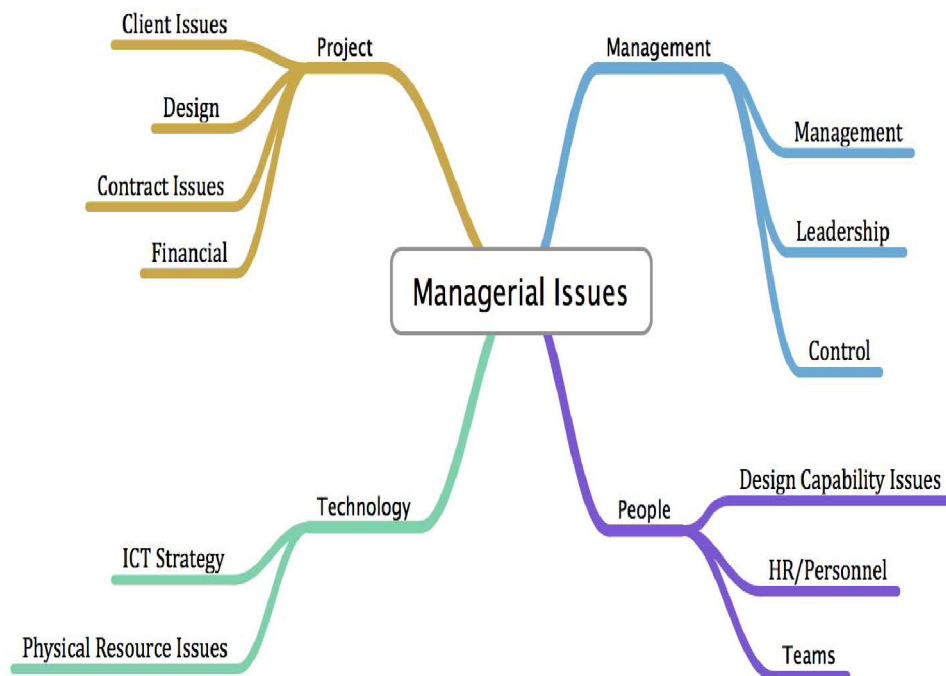 Client Issues
Project
Design
Contract Issues
Financial
Management
Management
Leadership
Control
Managerial Issues
Technology
ICT Strategy
Physical Resource Issues
People
Design Capability Issues
HR/Personnel
Teams